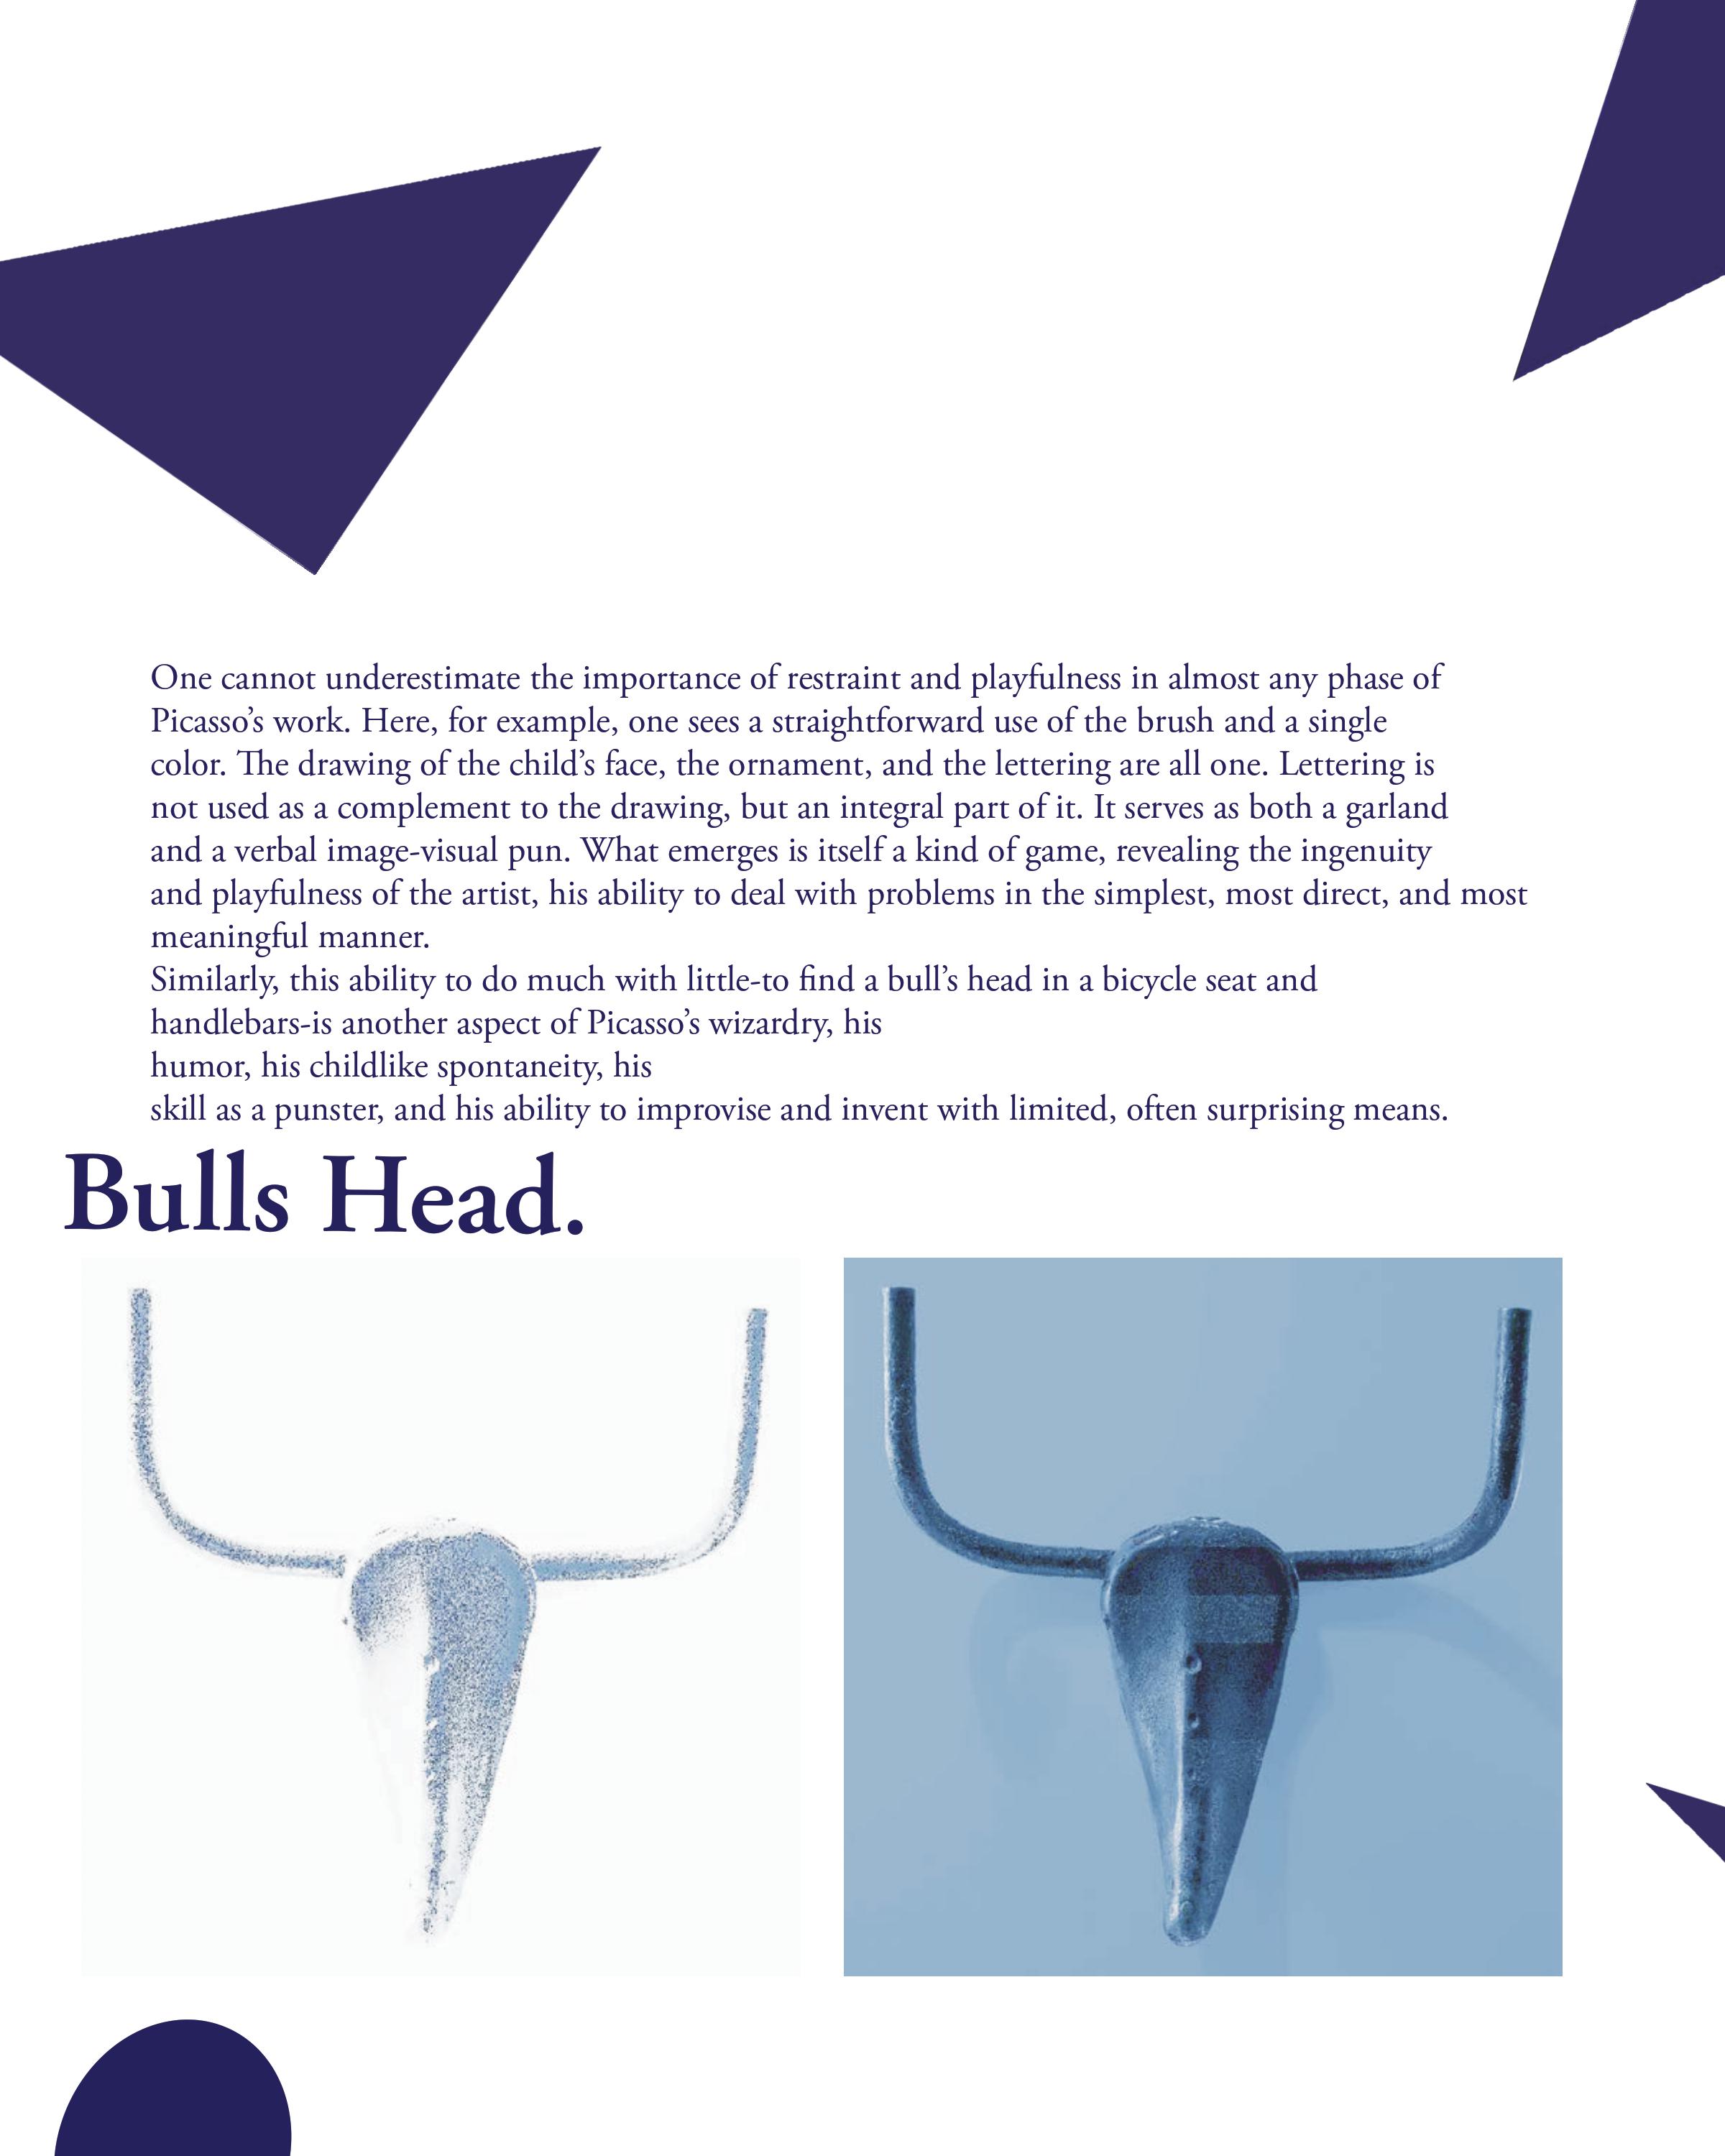 One cannot underestimate the importance of restraint and playfulness in almost any phase of
Picasso’s work. Here, for example, one sees a straightforward use of the brush and a single
color. The drawing of the child’s face, the ornament, and the lettering are all one. Lettering is
not used as a complement to the drawing, but an integral part of it. It serves as both a garland
and a verbal image-visual pun. What emerges is itself a kind of game, revealing the ingenuity
and playfulness of the artist, his ability to deal with problems in the simplest, most direct, and most
meaningful manner.
Similarly, this ability to do much with little-to find a bull’s head in a bicycle seat and
handlebars-is another aspect of Picasso’s wizardry, his
humor, his childlike spontaneity, his
skill as a punster, and his ability to improvise and invent with limited, often surprising means.
Bulls Head.